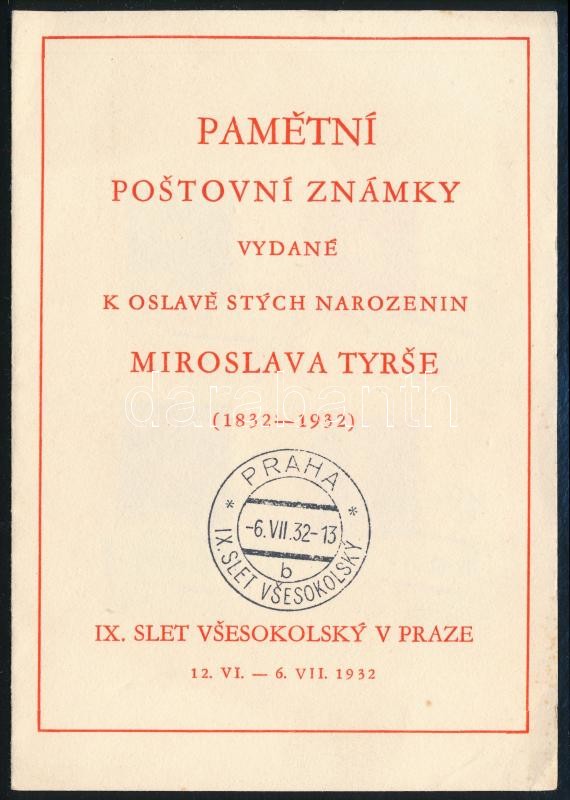 PAMĚTNÍ
POŠTOVNÍ ZNÁMKY
VYDANÉ
K OSLAVĚ STÝCH NAROZENIN
MIROSLAVA TYRŠE
darabanth
(1832—1932)
PRAHA
* *
-6.VII.32-13
b
IX. SLET VŠESOKOLSKÝ
IX. SLET VŠESOKOLSKÝ V PRAZE
12. VI. — 6. VII. 1932